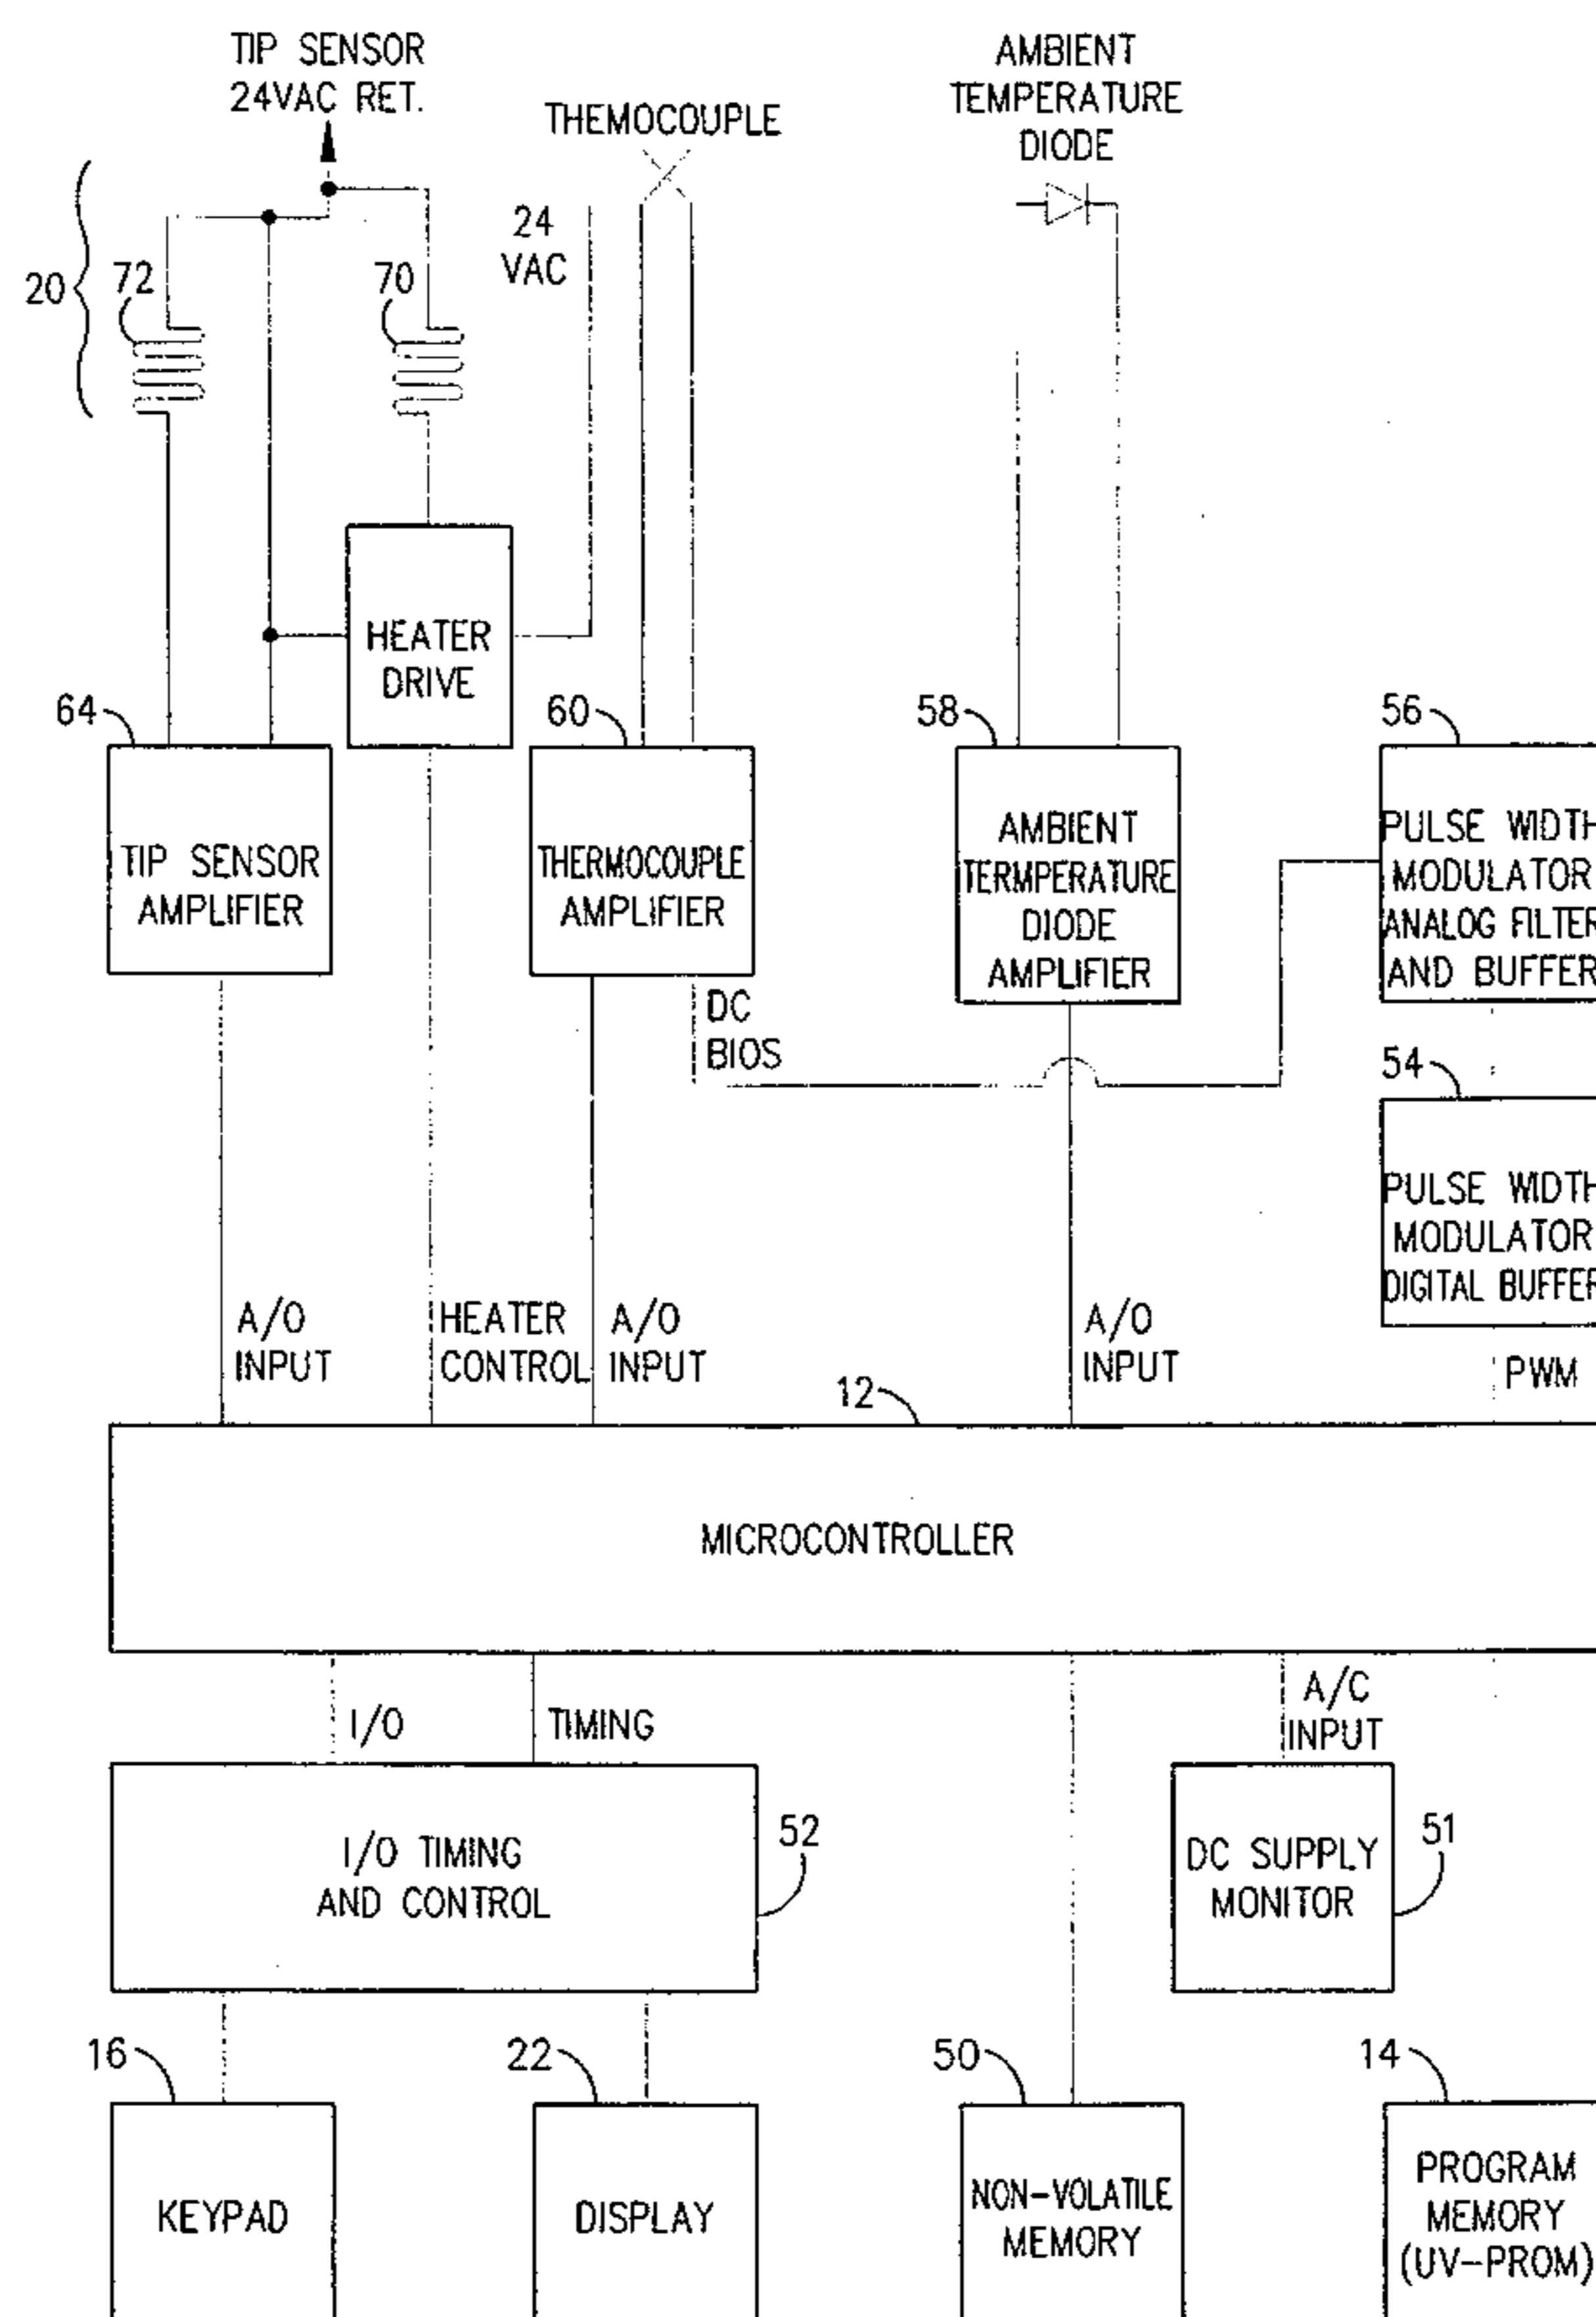 TIP SENSOR
24VAC RET.
THEMOCOUPLE
AMBIENT
TEMPERATURE
DIODE
20
72
70
24
VAC
HEATER
DRIVE
64
60
58
56
TIP SENSOR
AMPLIFIER
THERMOCOUPLE
AMPLIFIER
AMBIENT
TERMPERATURE
DIODE
AMPLIFIER
PULSE WIDTH
MODULATOR
ANALOG FILTER
AND BUFFER
DC
BIOS
54
PULSE WIDTH
MODULATOR
DIGITAL BUFFER
A/O
INPUT
HEATER
CONTROL
A/O
INPUT
A/O
INPUT
PWM
12
MICROCONTROLLER
I/O
TIMING
A/C
INPUT
I/O TIMING
AND CONTROL
52
DC SUPPLY
MONITOR
51
16
22
50
14
KEYPAD
DISPLAY
NON-VOLATILE
MEMORY
PROGRAM
MEMORY
(UV-PROM)